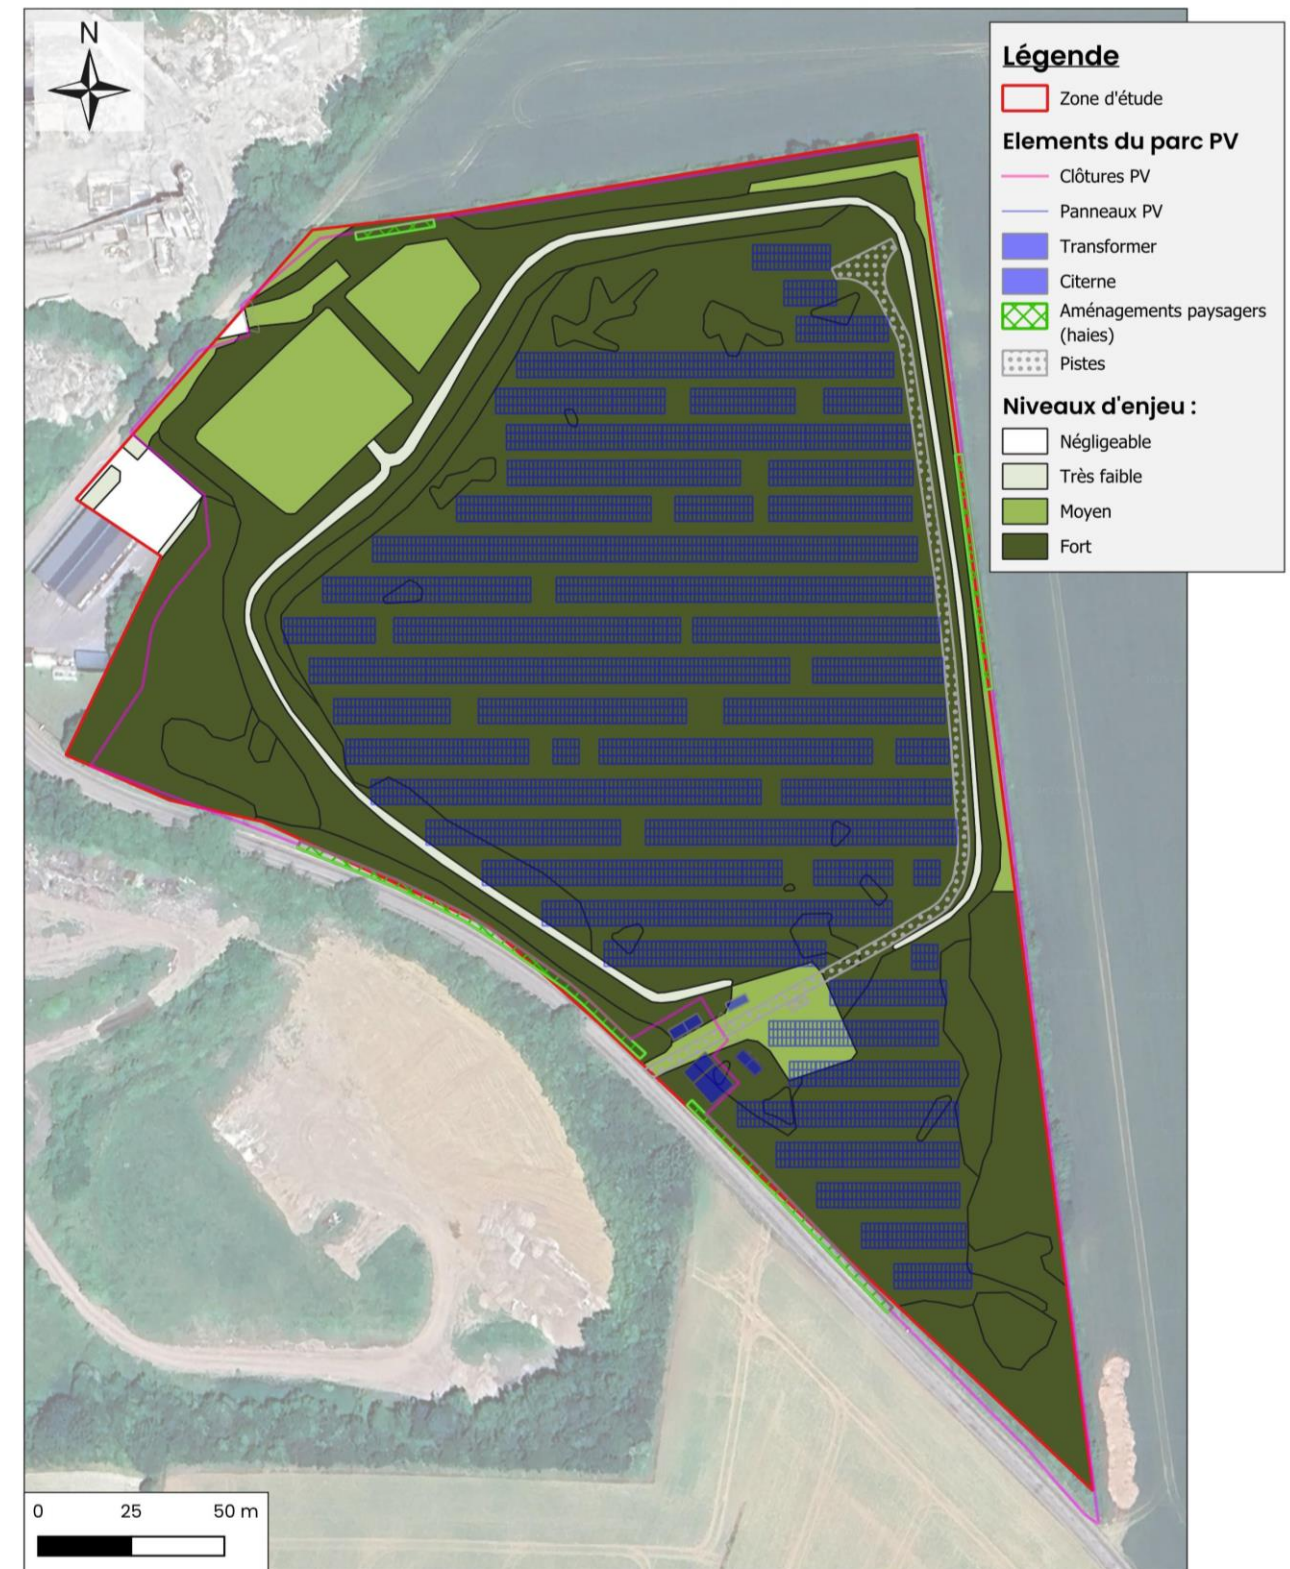 N
Légende
Zone d'étude
Elements du parc PV
Clôtures PV
Panneaux PV
Transformer
Citerne
Aménagements paysagers
(haies)
Pistes
Niveaux d'enjeu :
Négligeable
Très faible
Moyen
Fort
0 25 50 m